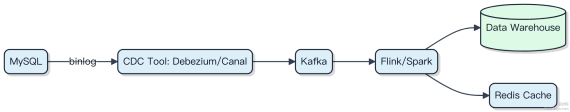 MySQL
binlog
CDC Tool: Debezium/Canal
Kafka
Flink/Spark
Data Warehouse
Redis Cache